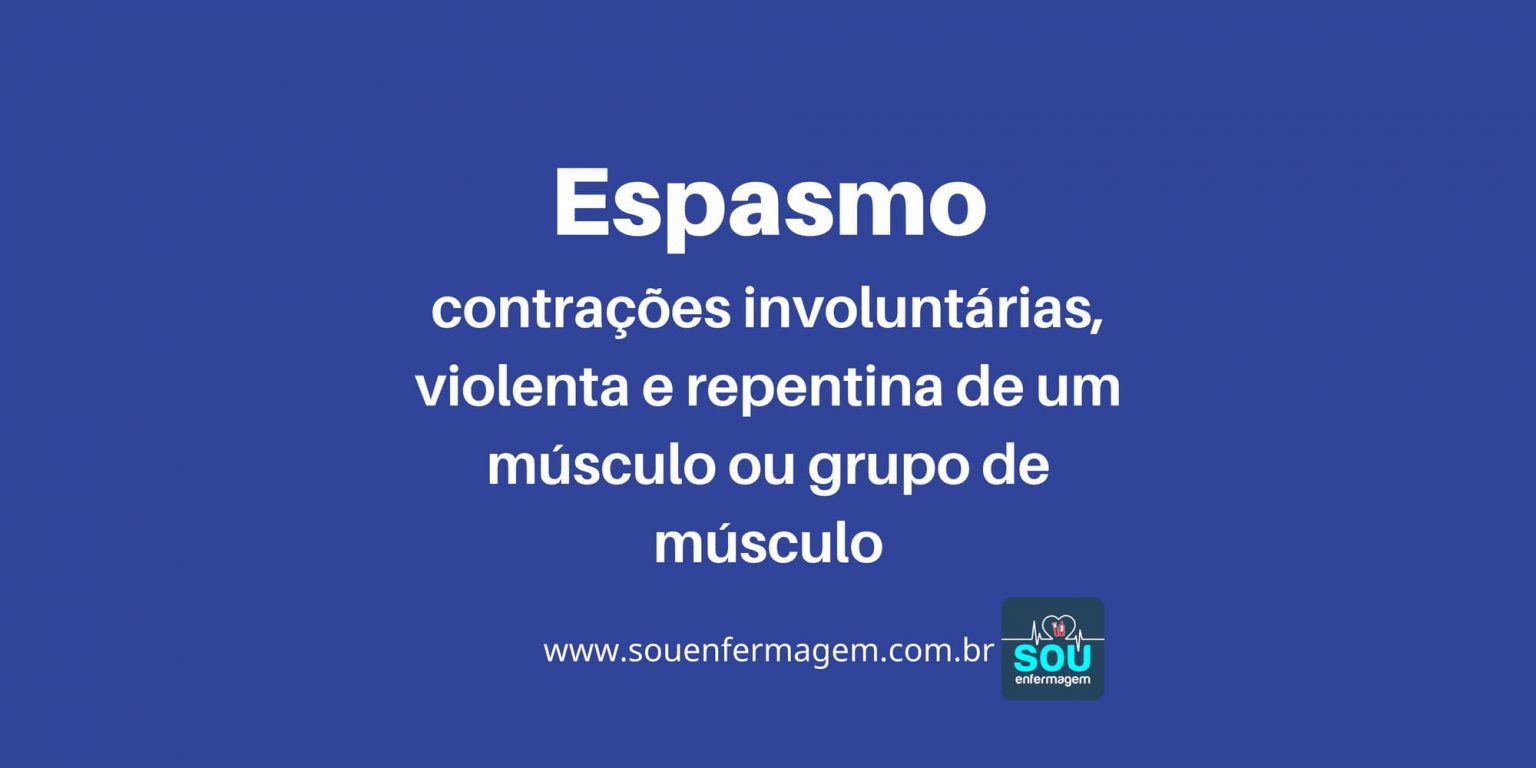 Espasmo
contrações involuntárias,
violenta e repentina de um
músculo ou grupo de
músculo
www.souenfermagem.com.br
SOU
enfermagem